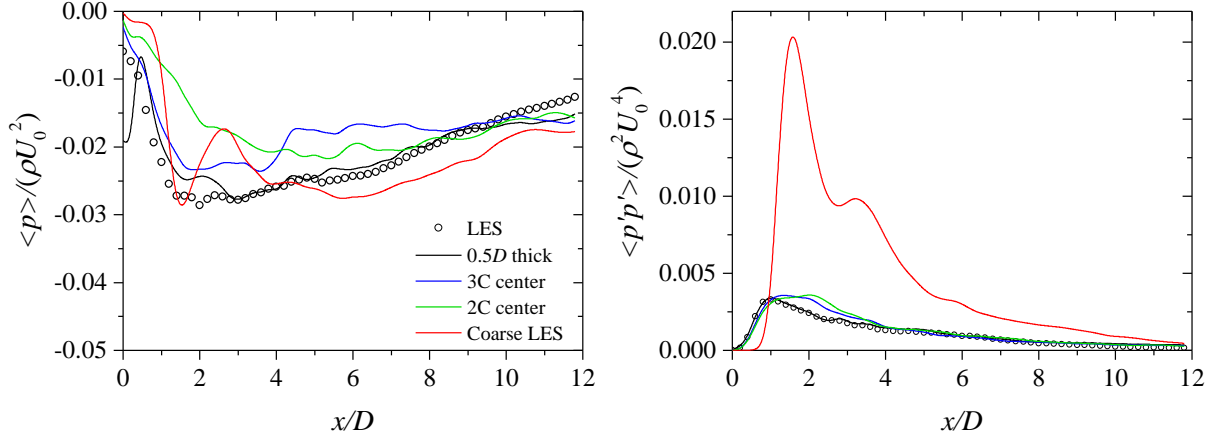 0.00
-0.01
-0.02
-0.03
-0.04
-0.05
<p>/(ρU₀²)
0 2 4 6 8 10 12
x/D
LES
0.5D thick
3C center
2C center
Coarse LES
0.020
0.015
0.010
0.005
0.000
<p'p'>/(ρ²U₀⁴)
0 2 4 6 8 10 12
x/D